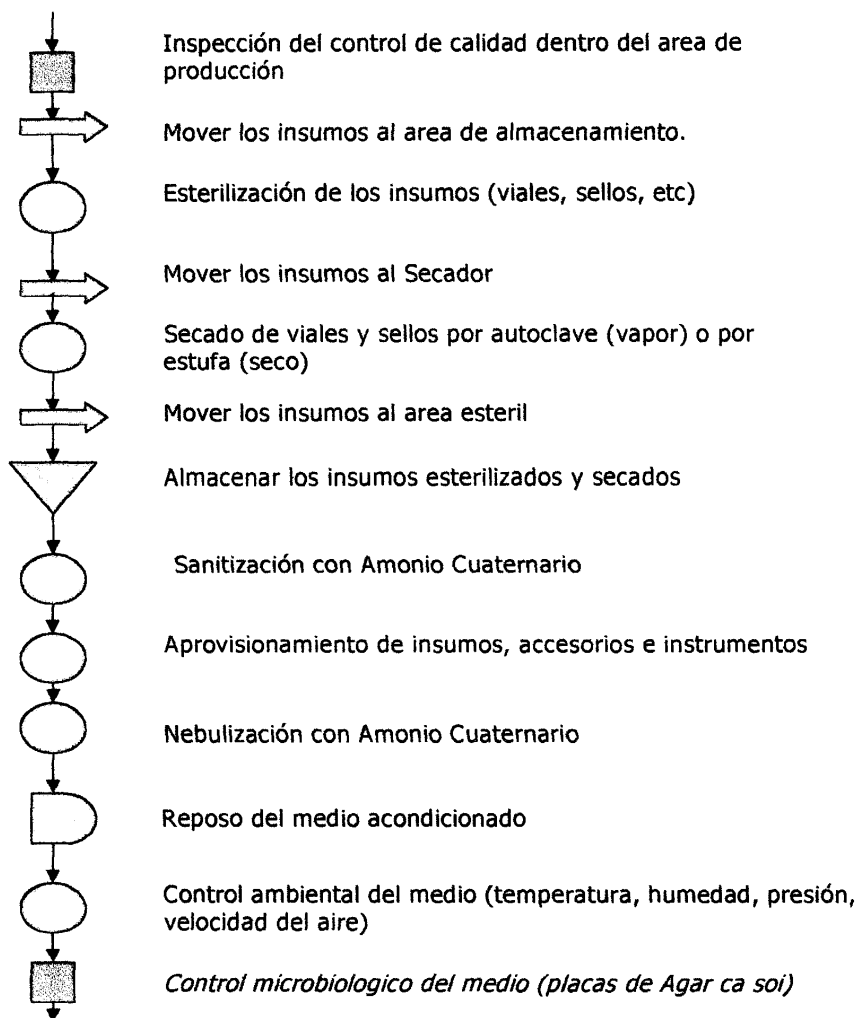 Inspección del control de calidad dentro del area de
producción
Mover los insumos al area de almacenamiento.
Esterilización de los insumos (viales, sellos, etc)
Mover los insumos al Secador
Secado de viales y sellos por autoclave (vapor) o por
estufa (seco)
Mover los insumos al area esteril
Almacenar los insumos esterilizados y secados
Sanitización con Amonio Cuaternario
Aprovisionamiento de insumos, accesorios e instrumentos
Nebulización con Amonio Cuaternario
Reposo del medio acondicionado
Control ambiental del medio (temperatura, humedad, presión,
velocidad del aire)
Control microbiologico del medio (placas de Agar ca soi)